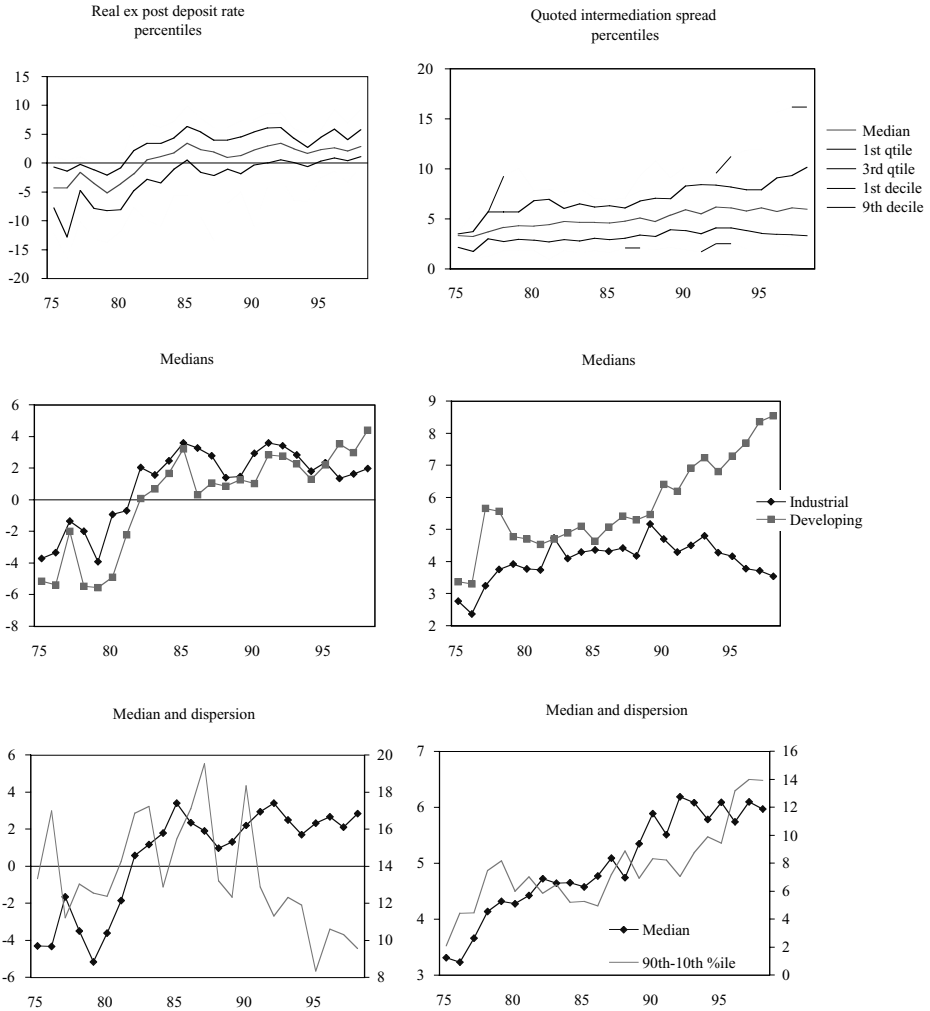 Real ex post deposit rate
percentiles
15
10
5
0
-5
-10
-15
-20
75 80 85 90 95
Quoted intermediation spread
percentiles
20
15
10
5
0
75 80 85 90 95
Median
1st qtile
3rd qtile
1st decile
9th decile
Medians
6
4
2
0
-2
-4
-6
-8
75 80 85 90 95
Medians
9
8
7
6
5
4
3
2
75 80 85 90 95
Industrial
Developing
Median and dispersion
6
4
2
0
-2
-4
-6
20
18
16
14
12
10
8
75 80 85 90 95
Median and dispersion
7
6
5
4
3
16
14
12
10
8
6
4
2
0
75 80 85 90 95
Median
90th-10th %ile